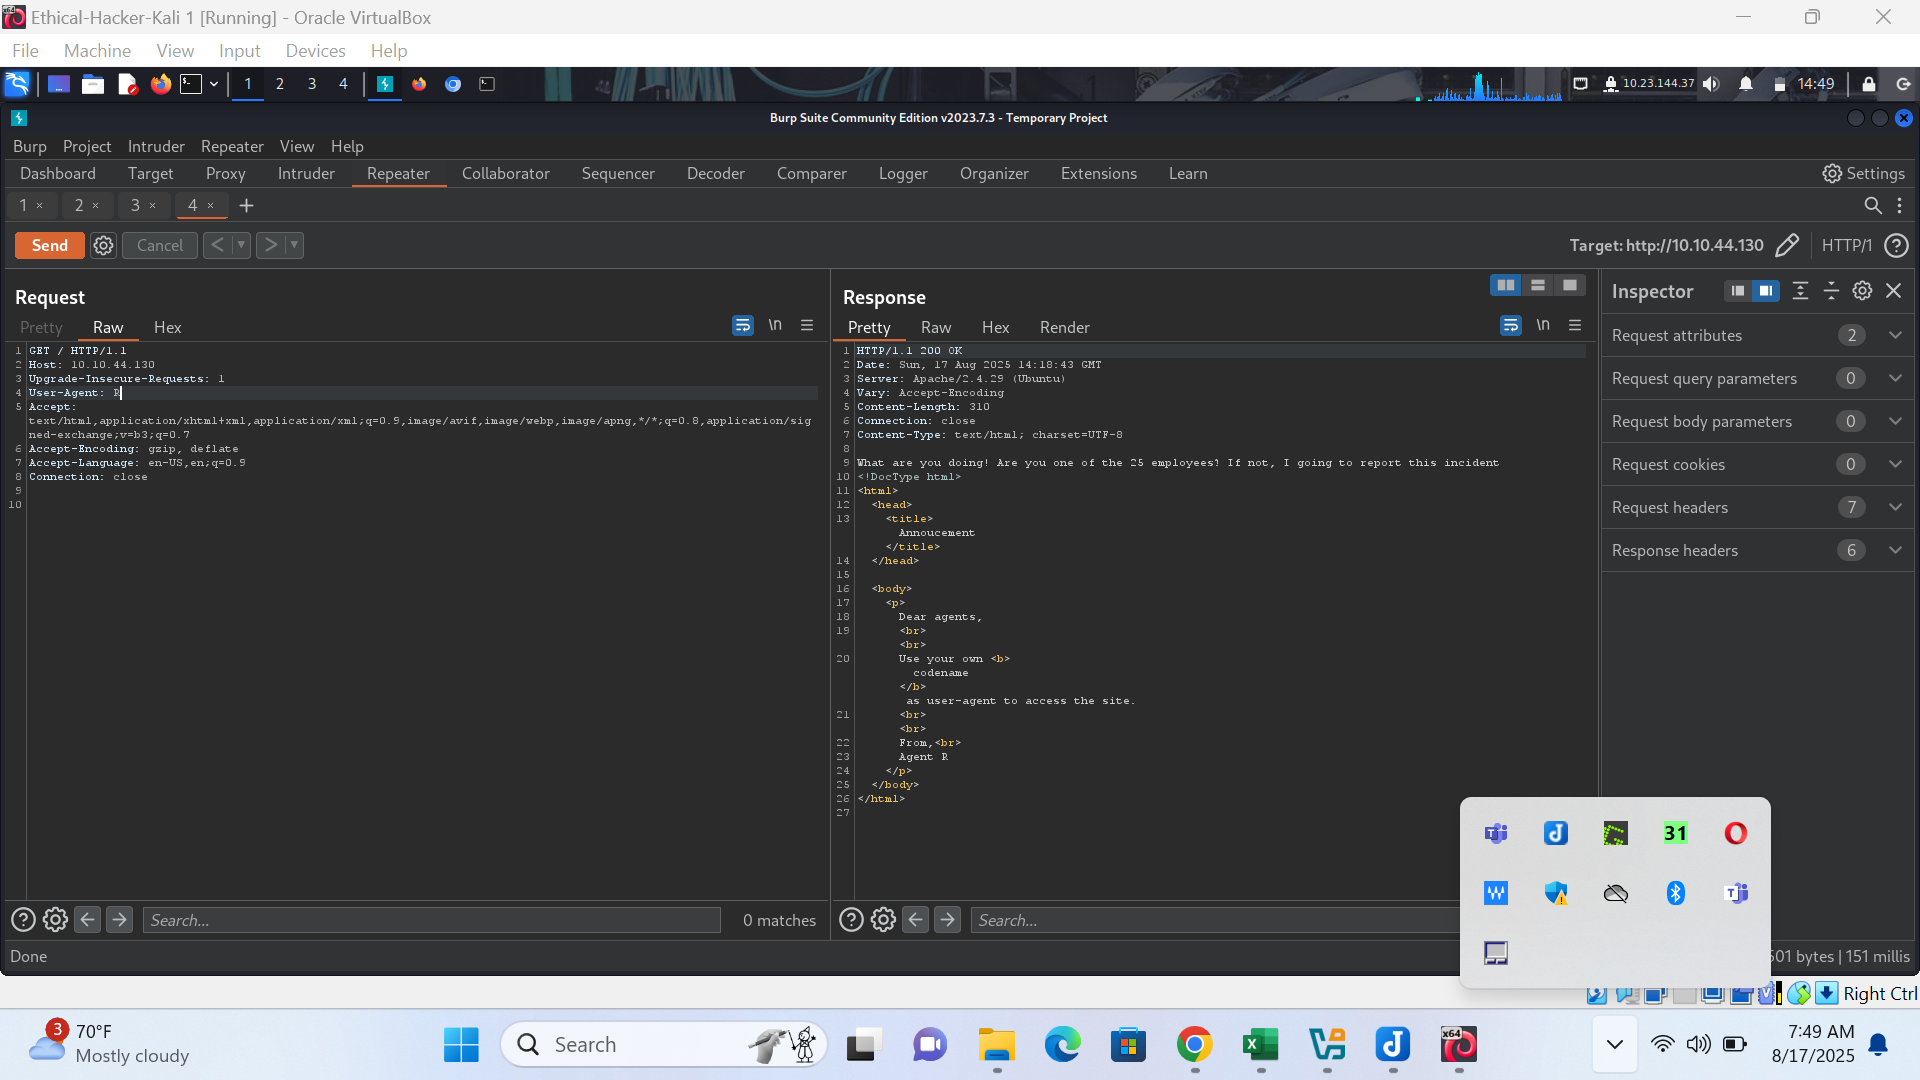 Ethical-Hacker-Kali 1 [Running] - Oracle VirtualBox
File Machine View Input Devices Help
1 2 3 4 10.23.144.37 14:49
Burp Suite Community Edition v2023.7.3 - Temporary Project
Burp Project Intruder Repeater View Help
Dashboard Target Proxy Intruder Repeater Collaborator Sequencer Decoder Comparer Logger Organizer Extensions Learn Settings
1 × 2 × 3 × 4 × +
Send Cancel < > Target: http://10.10.44.130 HTTP/1 ?
Request
Pretty Raw Hex \n
1 GET / HTTP/1.1
2 Host: 10.10.44.130
3 Upgrade-Insecure-Requests: 1
4 User-Agent: R
5 Accept:
text/html,application/xhtml+xml,application/xml;q=0.9,image/avif,image/webp,image/apng,*/*;q=0.8,application/sig
ned-exchange;v=b3;q=0.7
6 Accept-Encoding: gzip, deflate
7 Accept-Language: en-US,en;q=0.9
8 Connection: close
9
10
Search... 0 matches
Response
Pretty Raw Hex Render \n
1 HTTP/1.1 200 OK
2 Date: Sun, 17 Aug 2025 14:18:43 GMT
3 Server: Apache/2.4.29 (Ubuntu)
4 Vary: Accept-Encoding
5 Content-Length: 310
6 Connection: close
7 Content-Type: text/html; charset=UTF-8
8
9 What are you doing! Are you one of the 25 employees? If not, I going to report this incident
10 <!DocType html>
11 <html>
12 <head>
13 <title>
Annoucement
</title>
14 </head>
15
16 <body>
17 <p>
18 Dear agents,
19 <br>
<br>
20 Use your own <b>
codename
</b>
as user-agent to access the site.
21 <br>
<br>
22 From,<br>
23 Agent R
24 </p>
25 </body>
26 </html>
27
Search...
Inspector
Request attributes 2
Request query parameters 0
Request body parameters 0
Request cookies 0
Request headers 7
Response headers 6
31
Done
501 bytes | 151 millis
Right Ctrl
3 70°F
Mostly cloudy
Search
x64
7:49 AM
8/17/2025